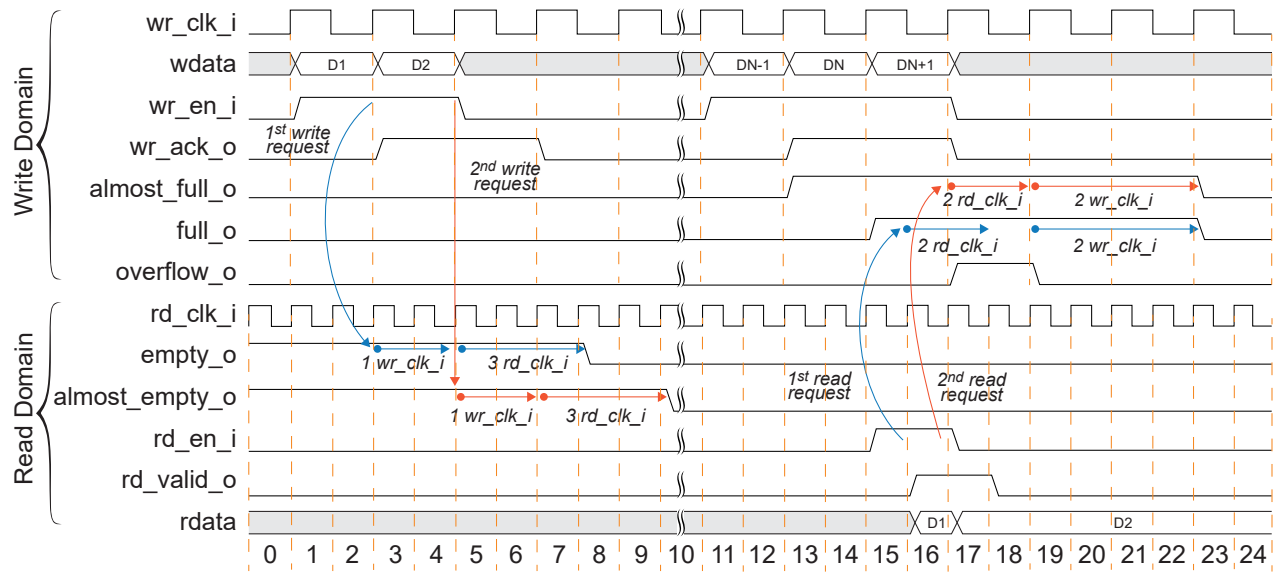 Write Domain
wr_clk_i
wdata
D1 D2 DN-1 DN DN+1
wr_en_i
1st write
request
wr_ack_o
2nd write
request
almost_full_o
2 rd_clk_i 2 wr_clk_i
full_o
2 rd_clk_i 2 wr_clk_i
overflow_o
Read Domain
rd_clk_i
empty_o
1 wr_clk_i 3 rd_clk_i
almost_empty_o
1 wr_clk_i 3 rd_clk_i
1st read
request
2nd read
request
rd_en_i
rd_valid_o
rdata
D1 D2
0 1 2 3 4 5 6 7 8 9 10 11 12 13 14 15 16 17 18 19 20 21 22 23 24